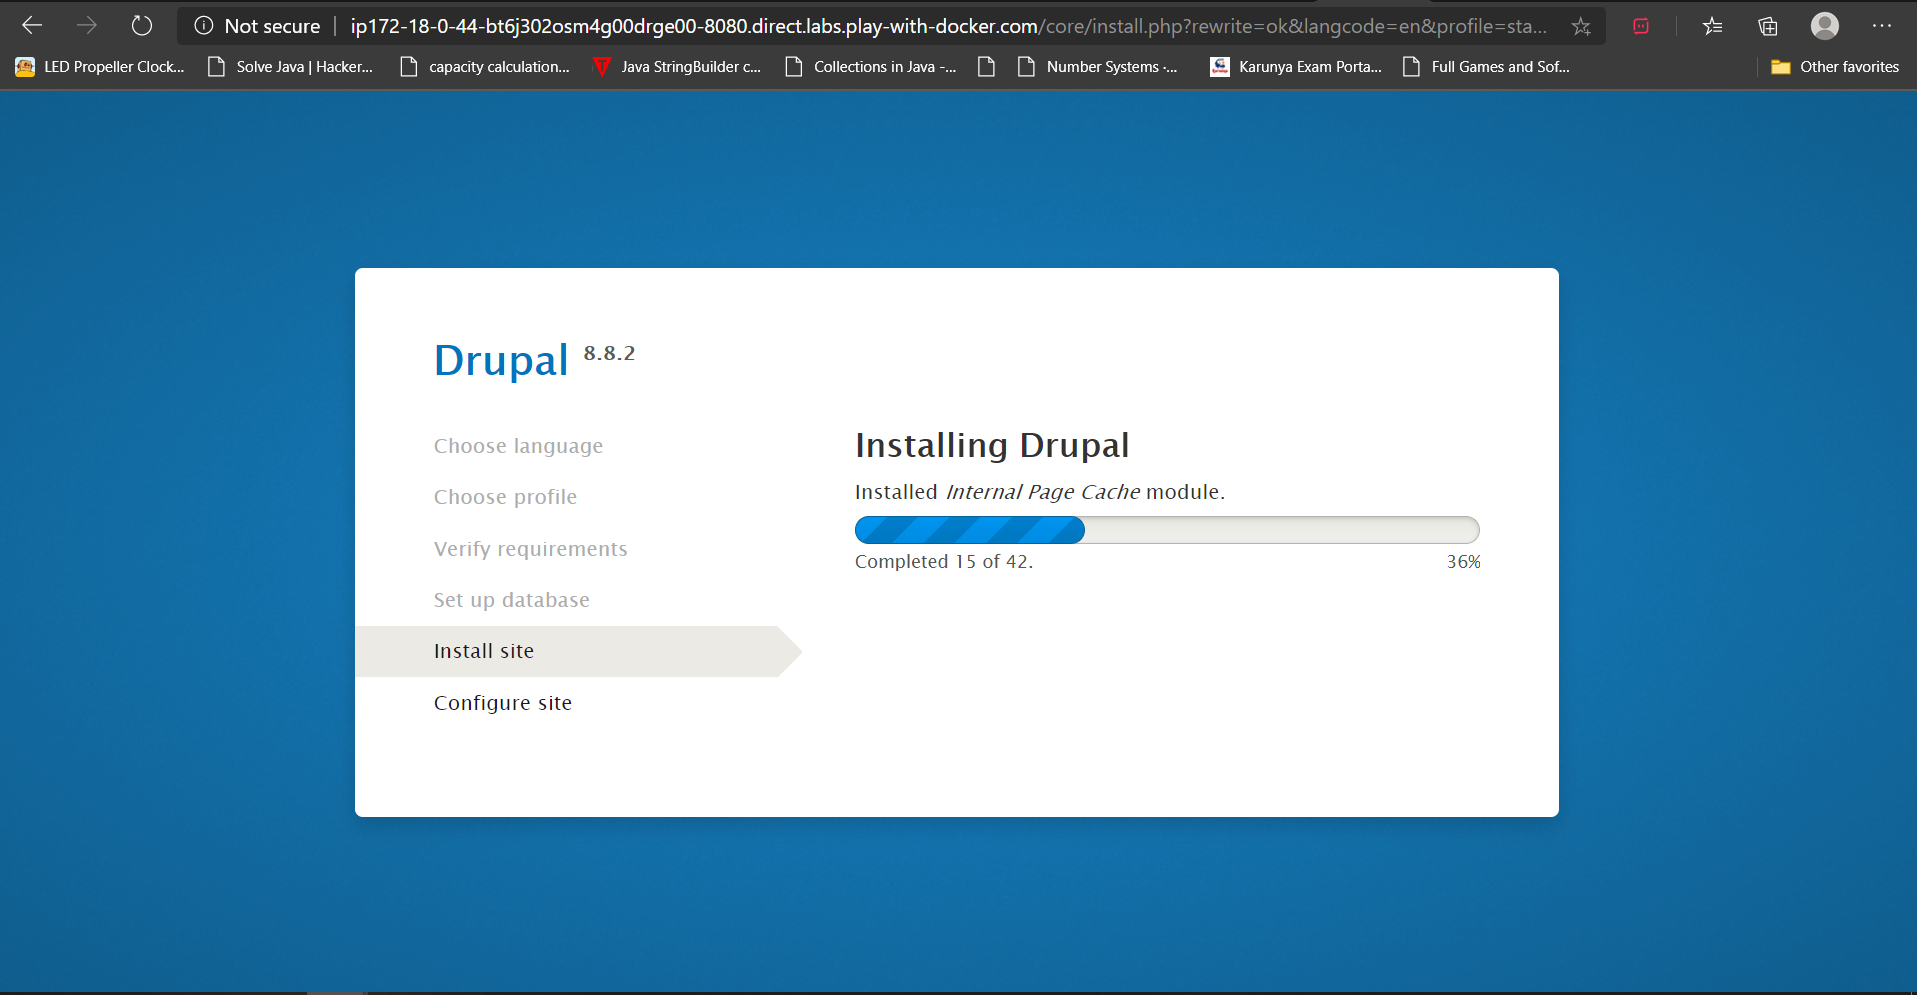 Not secure | ip172-18-0-44-bt6j302osm4g00drge00-8080.direct.labs.play-with-docker.com/core/install.php?rewrite=ok&langcode=en&profile=sta...
LED Propeller Clock... Solve Java | Hacker... capacity calculation... Java StringBuilder c... Collections in Java -... Number Systems -... Karunya Exam Porta... Full Games and Sof... Other favorites
Drupal 8.8.2
Choose language
Choose profile
Verify requirements
Set up database
Install site
Configure site
Installing Drupal
Installed Internal Page Cache module.
Completed 15 of 42. 36%